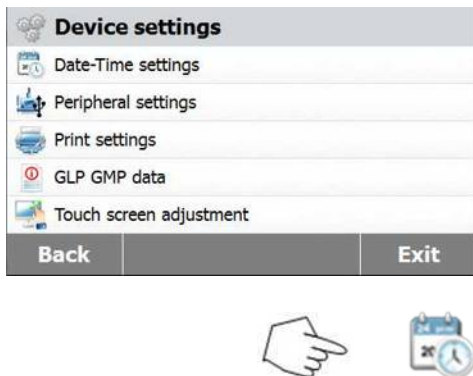 Device settings
Date-Time settings
Peripheral settings
Print settings
GLP GMP data
Touch screen adjustment
Back
Exit